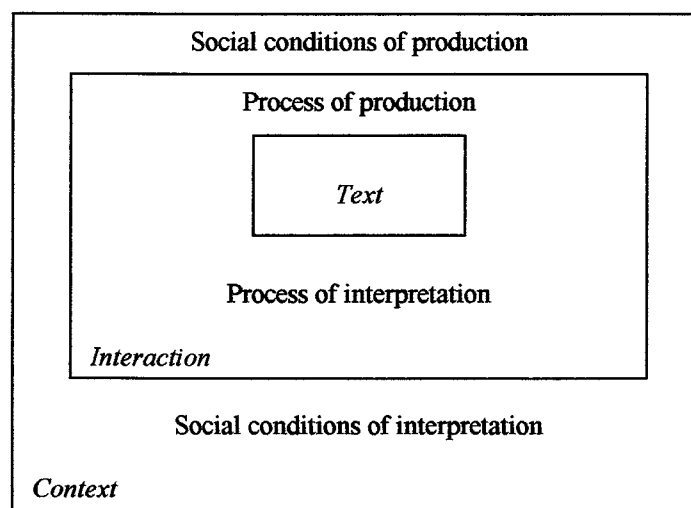 Social conditions of production
Process of production
Text
Process of interpretation
Interaction
Social conditions of interpretation
Context